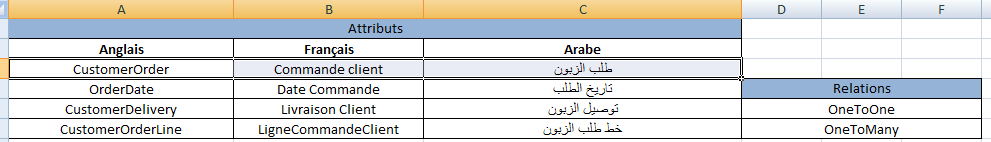 A B C D E F
Attributs
Anglais Français Arabe
CustomerOrder Commande client طلب الزبون
OrderDate Date Commande تاريخ الطلب Relations
CustomerDelivery Livraison Client توصيل الزبون OneToOne
CustomerOrderLine LigneCommandeClient خط طلب الزبون OneToMany